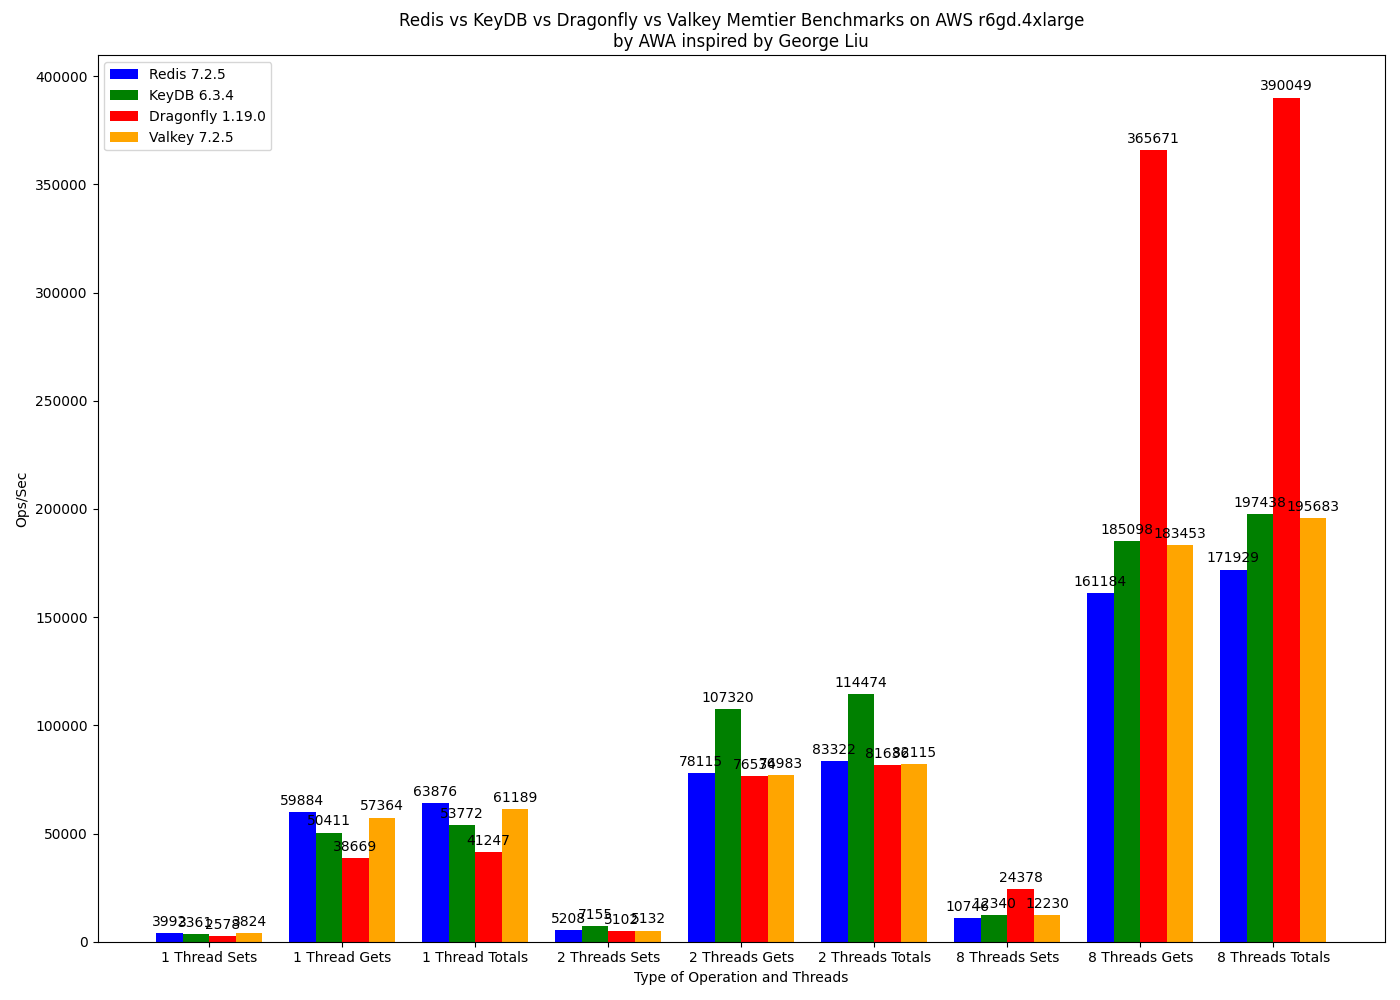 Redis vs KeyDB vs Dragonfly vs Valkey Memtier Benchmarks on AWS r6gd.4xlarge
by AWA inspired by George Liu
Redis 7.2.5
KeyDB 6.3.4
Dragonfly 1.19.0
Valkey 7.2.5
Ops/Sec
400000
350000
300000
250000
200000
150000
100000
50000
0
3992 3361 2578 3824
59884 50411 38669 57364
63876 53772 41247 61189
5208 7155 5102 5132
78115 107320 76534 76983
83322 114474 81636 82115
10746 12340 24378 12230
161184 185098 365671 183453
171929 197438 390049 195683
1 Thread Sets 1 Thread Gets 1 Thread Totals 2 Threads Sets 2 Threads Gets 2 Threads Totals 8 Threads Sets 8 Threads Gets 8 Threads Totals
Type of Operation and Threads